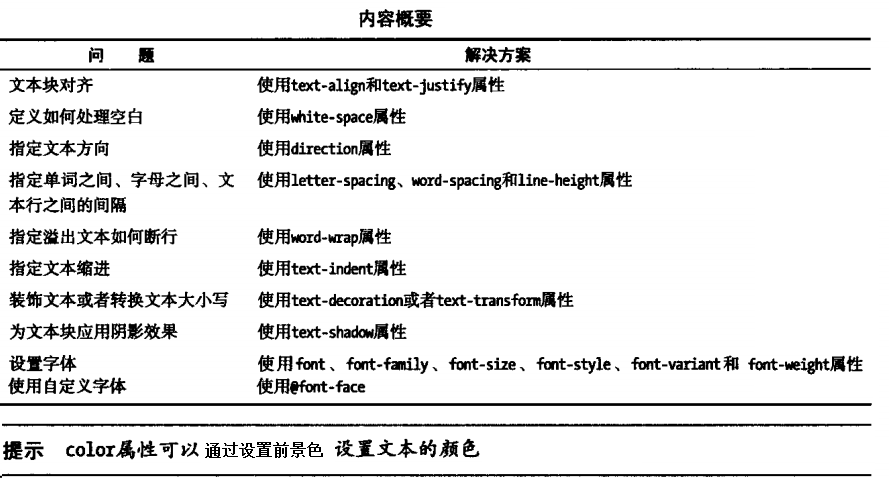 内容概要
问 题 解决方案
文本块对齐 使用text-align和text-justify属性
定义如何处理空白 使用white-space属性
指定文本方向 使用direction属性
指定单词之间、字母之间、文 使用letter-spacing、word-spacing和line-height属性
本行之间的间隔
指定溢出文本如何断行 使用word-wrap属性
指定文本缩进 使用text-indent属性
装饰文本或者转换文本大小写 使用text-decoration或者text-transform属性
为文本块应用阴影效果 使用text-shadow属性
设置字体 使用font、font-family、font-size、font-style、font-variant和 font-weight属性
使用自定义字体 使用@font-face
提示 color属性可以 通过设置前景色 设置文本的颜色